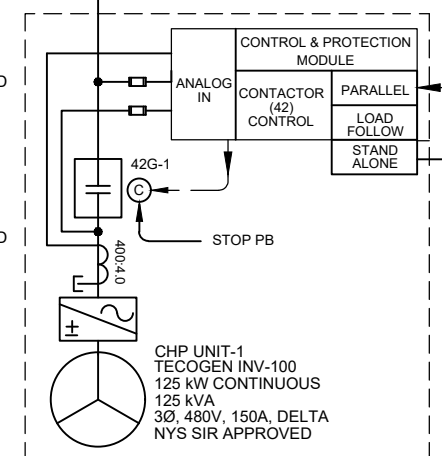 CONTROL & PROTECTION
MODULE
ANALOG
IN
CONTACTOR
(42)
CONTROL
PARALLEL
LOAD
FOLLOW
STAND
ALONE
D
42G-1
C
STOP PB
D
400:4.0
±
CHP UNIT-1
TECOGEN INV-100
125 kW CONTINUOUS
125 kVA
3Ø, 480V, 150A, DELTA
NYS SIR APPROVED